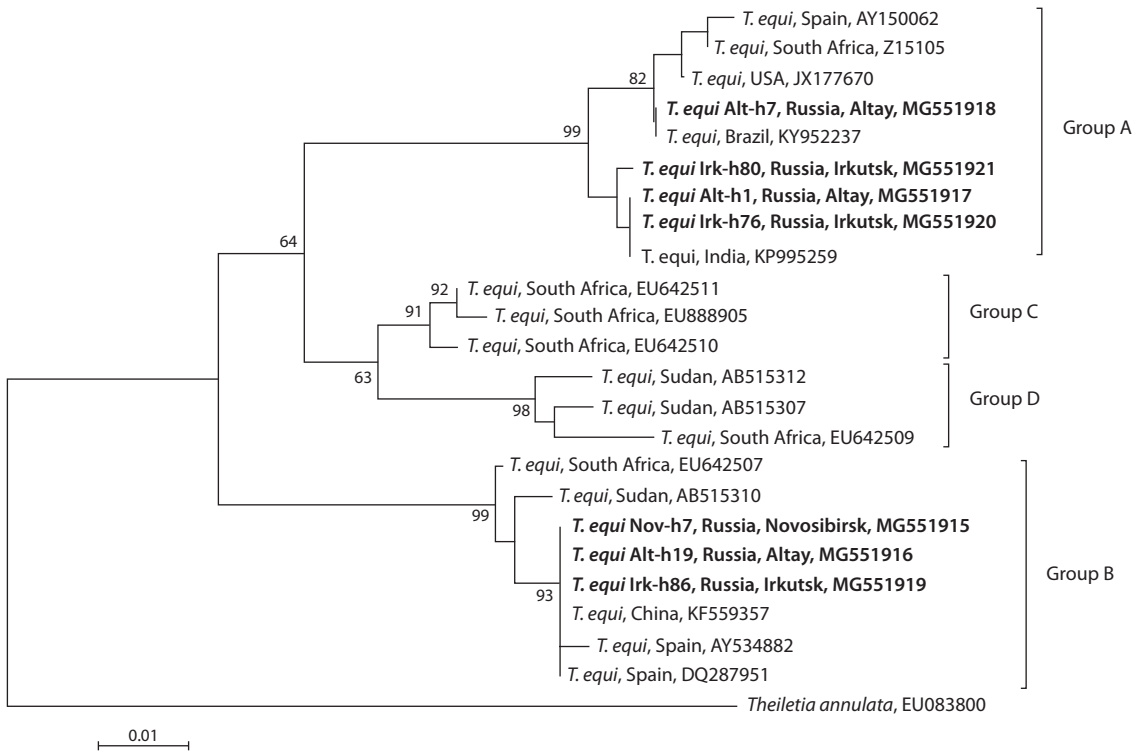 T. equi, Spain, AY150062
T. equi, South Africa, Z15105
T. equi, USA, JX177670
82
T. equi Alt-h7, Russia, Altay, MG551918
Group A
99
T. equi, Brazil, KY952237
T. equi Irk-h80, Russia, Irkutsk, MG551921
T. equi Alt-h1, Russia, Altay, MG551917
T. equi Irk-h76, Russia, Irkutsk, MG551920
64
T. equi, India, KP995259
92
T. equi, South Africa, EU642511
91
T. equi, South Africa, EU888905
Group C
T. equi, South Africa, EU642510
63
T. equi, Sudan, AB515312
98
T. equi, Sudan, AB515307
Group D
T. equi, South Africa, EU642509
T. equi, South Africa, EU642507
T. equi, Sudan, AB515310
99
T. equi Nov-h7, Russia, Novosibirsk, MG551915
T. equi Alt-h19, Russia, Altay, MG551916
Group B
T. equi Irk-h86, Russia, Irkutsk, MG551919
93
T. equi, China, KF559357
T. equi, Spain, AY534882
T. equi, Spain, DQ287951
Theiletia annulata, EU083800
0.01